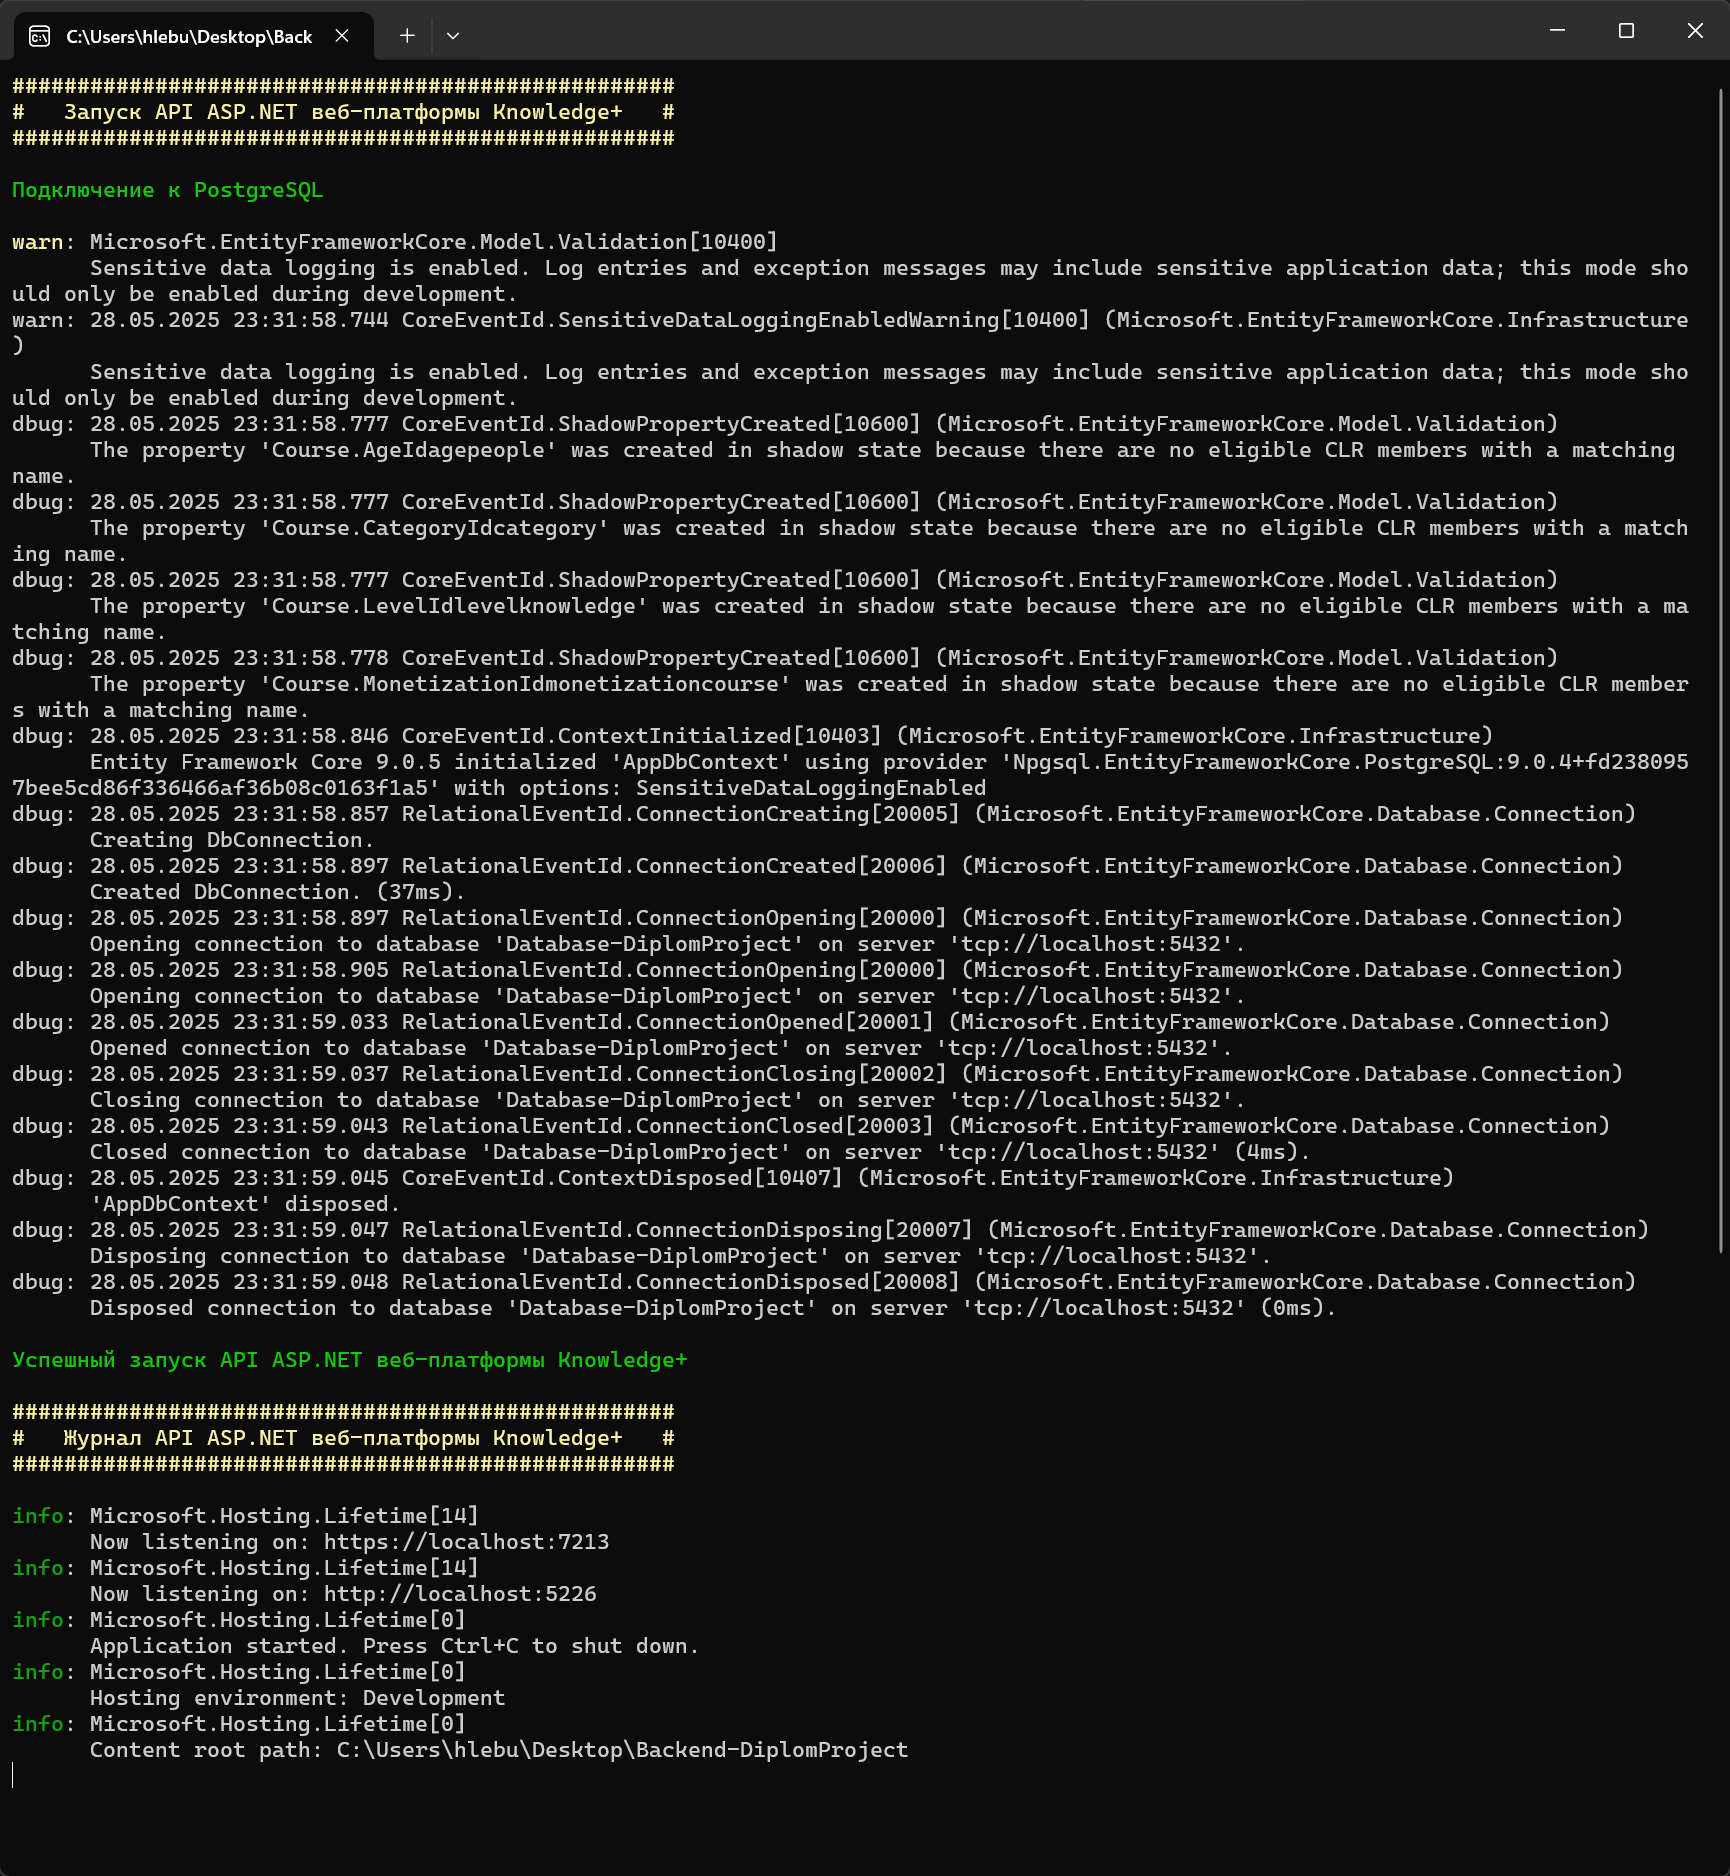 C:\Users\hlebu\Desktop\Back
###################################################
#   Запуск API ASP.NET веб-платформы Knowledge+   #
###################################################
Подключение к PostgreSQL
warn: Microsoft.EntityFrameworkCore.Model.Validation[10400]
      Sensitive data logging is enabled. Log entries and exception messages may include sensitive application data; this mode sho
uld only be enabled during development.
warn: 28.05.2025 23:31:58.744 CoreEventId.SensitiveDataLoggingEnabledWarning[10400] (Microsoft.EntityFrameworkCore.Infrastructure
)
      Sensitive data logging is enabled. Log entries and exception messages may include sensitive application data; this mode sho
uld only be enabled during development.
dbug: 28.05.2025 23:31:58.777 CoreEventId.ShadowPropertyCreated[10600] (Microsoft.EntityFrameworkCore.Model.Validation)
      The property 'Course.AgeIdagepeople' was created in shadow state because there are no eligible CLR members with a matching
name.
dbug: 28.05.2025 23:31:58.777 CoreEventId.ShadowPropertyCreated[10600] (Microsoft.EntityFrameworkCore.Model.Validation)
      The property 'Course.CategoryIdcategory' was created in shadow state because there are no eligible CLR members with a match
ing name.
dbug: 28.05.2025 23:31:58.777 CoreEventId.ShadowPropertyCreated[10600] (Microsoft.EntityFrameworkCore.Model.Validation)
      The property 'Course.LevelIdlevelknowledge' was created in shadow state because there are no eligible CLR members with a ma
tching name.
dbug: 28.05.2025 23:31:58.778 CoreEventId.ShadowPropertyCreated[10600] (Microsoft.EntityFrameworkCore.Model.Validation)
      The property 'Course.MonetizationIdmonetizationcourse' was created in shadow state because there are no eligible CLR member
s with a matching name.
dbug: 28.05.2025 23:31:58.846 CoreEventId.ContextInitialized[10403] (Microsoft.EntityFrameworkCore.Infrastructure)
      Entity Framework Core 9.0.5 initialized 'AppDbContext' using provider 'Npgsql.EntityFrameworkCore.PostgreSQL:9.0.4+fd238095
7bee5cd86f336466af36b08c0163f1a5' with options: SensitiveDataLoggingEnabled
dbug: 28.05.2025 23:31:58.857 RelationalEventId.ConnectionCreating[20005] (Microsoft.EntityFrameworkCore.Database.Connection)
      Creating DbConnection.
dbug: 28.05.2025 23:31:58.897 RelationalEventId.ConnectionCreated[20006] (Microsoft.EntityFrameworkCore.Database.Connection)
      Created DbConnection. (37ms).
dbug: 28.05.2025 23:31:58.897 RelationalEventId.ConnectionOpening[20000] (Microsoft.EntityFrameworkCore.Database.Connection)
      Opening connection to database 'Database-DiplomProject' on server 'tcp://localhost:5432'.
dbug: 28.05.2025 23:31:58.905 RelationalEventId.ConnectionOpening[20000] (Microsoft.EntityFrameworkCore.Database.Connection)
      Opening connection to database 'Database-DiplomProject' on server 'tcp://localhost:5432'.
dbug: 28.05.2025 23:31:59.033 RelationalEventId.ConnectionOpened[20001] (Microsoft.EntityFrameworkCore.Database.Connection)
      Opened connection to database 'Database-DiplomProject' on server 'tcp://localhost:5432'.
dbug: 28.05.2025 23:31:59.037 RelationalEventId.ConnectionClosing[20002] (Microsoft.EntityFrameworkCore.Database.Connection)
      Closing connection to database 'Database-DiplomProject' on server 'tcp://localhost:5432'.
dbug: 28.05.2025 23:31:59.043 RelationalEventId.ConnectionClosed[20003] (Microsoft.EntityFrameworkCore.Database.Connection)
      Closed connection to database 'Database-DiplomProject' on server 'tcp://localhost:5432' (4ms).
dbug: 28.05.2025 23:31:59.045 CoreEventId.ContextDisposed[10407] (Microsoft.EntityFrameworkCore.Infrastructure)
      'AppDbContext' disposed.
dbug: 28.05.2025 23:31:59.047 RelationalEventId.ConnectionDisposing[20007] (Microsoft.EntityFrameworkCore.Database.Connection)
      Disposing connection to database 'Database-DiplomProject' on server 'tcp://localhost:5432'.
dbug: 28.05.2025 23:31:59.048 RelationalEventId.ConnectionDisposed[20008] (Microsoft.EntityFrameworkCore.Database.Connection)
      Disposed connection to database 'Database-DiplomProject' on server 'tcp://localhost:5432' (0ms).
Успешный запуск API ASP.NET веб-платформы Knowledge+
###################################################
#   Журнал API ASP.NET веб-платформы Knowledge+   #
###################################################
info: Microsoft.Hosting.Lifetime[14]
      Now listening on: https://localhost:7213
info: Microsoft.Hosting.Lifetime[14]
      Now listening on: http://localhost:5226
info: Microsoft.Hosting.Lifetime[0]
      Application started. Press Ctrl+C to shut down.
info: Microsoft.Hosting.Lifetime[0]
      Hosting environment: Development
info: Microsoft.Hosting.Lifetime[0]
      Content root path: C:\Users\hlebu\Desktop\Backend-DiplomProject